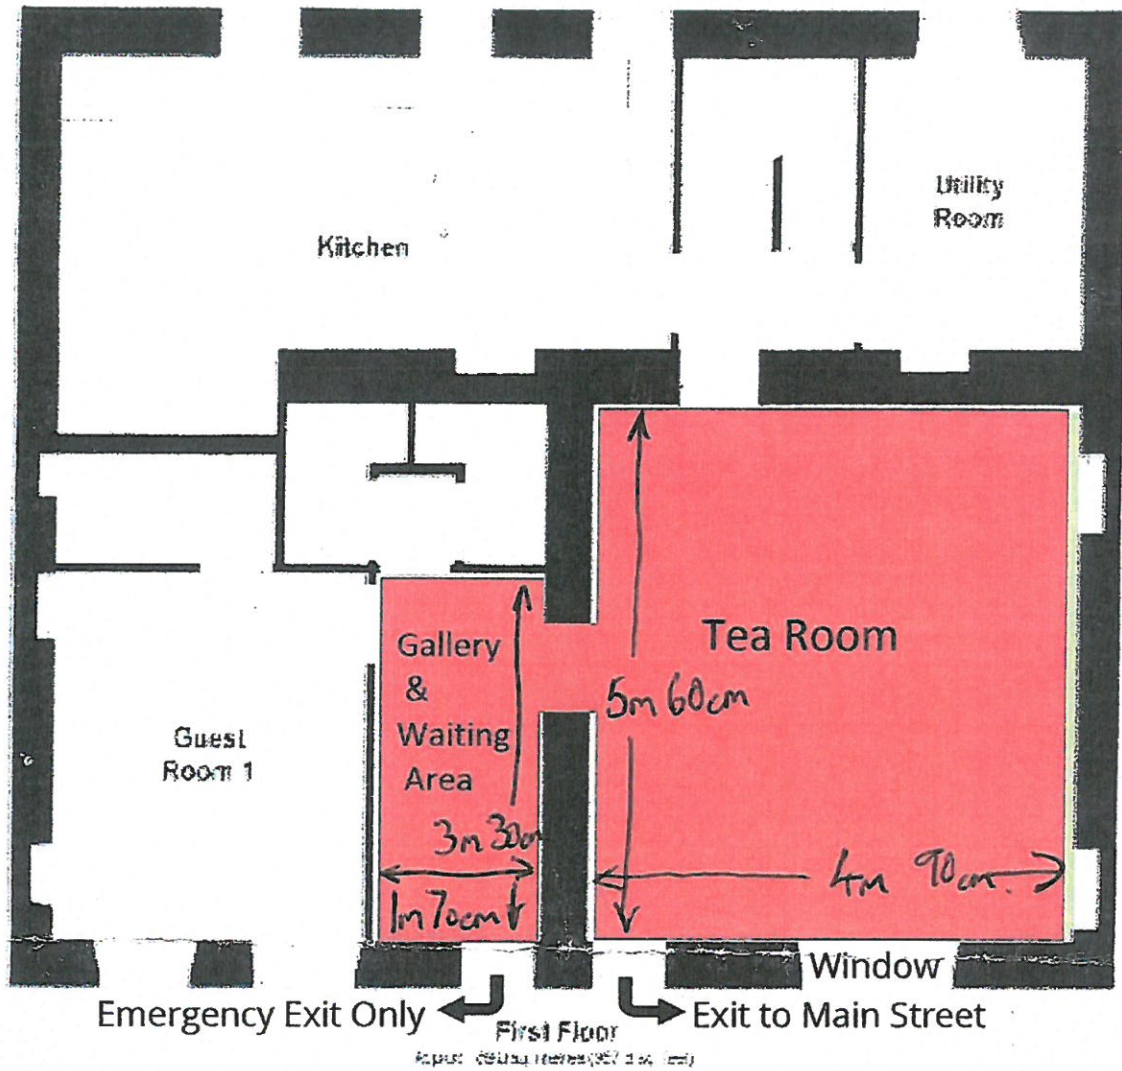 Kitchen
Utility
Room
Gallery
&
Waiting
Area
Tea Room
5m 60cm
Guest
Room 1
3m 30cm
4m 90cm.
1m 70cm
Window
Emergency Exit Only
Exit to Main Street
First Floor